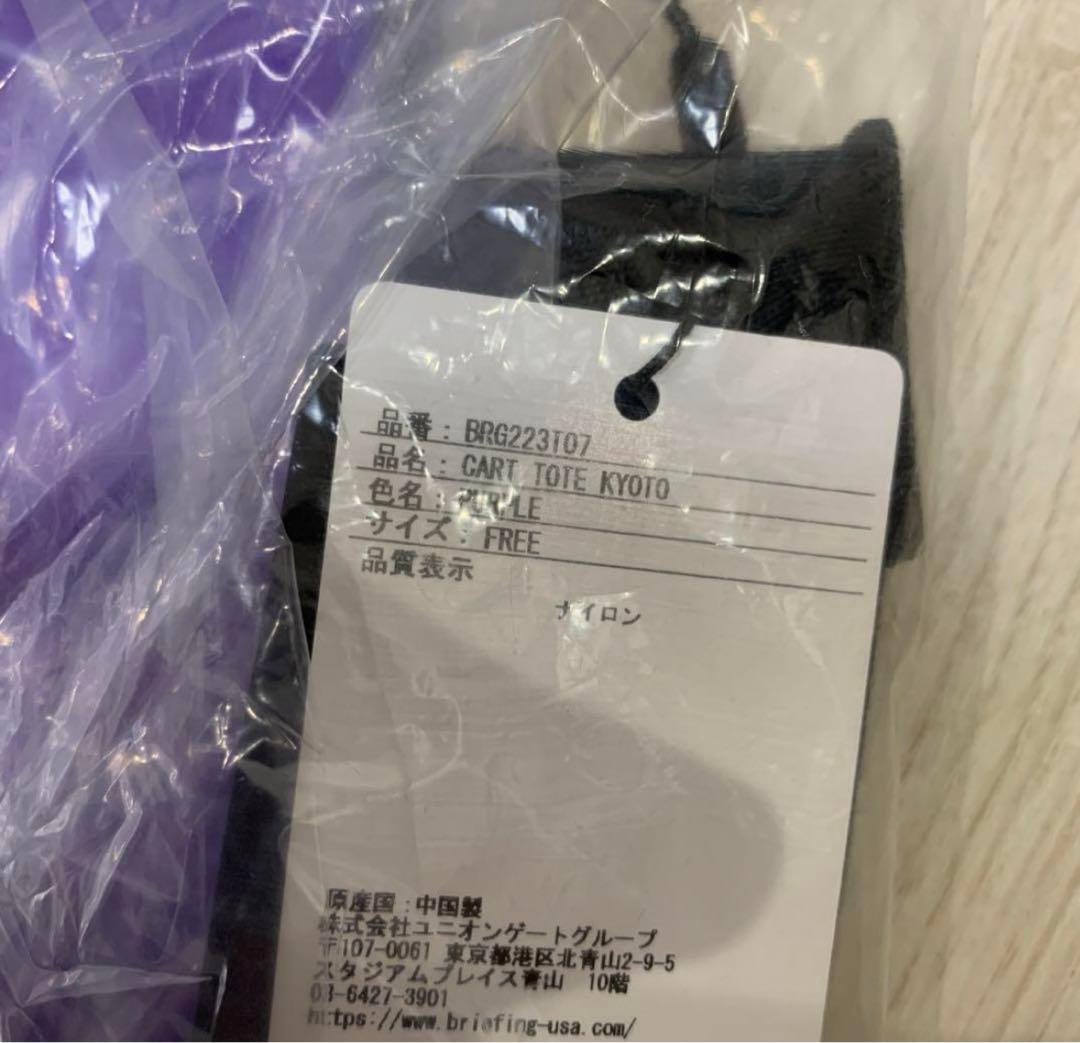 品番: BRG223T07
品名: CART TOTE KYOTO
色名: PURPLE
サイズ: FREE
品質表示
ナイロン
原産国:中国製
株式会社ユニオンゲートグループ
〒107-0061 東京都港区北青山2-9-5
スタジアムプレイス青山 10階
03-6427-3901
https://www.briefing-usa.com/